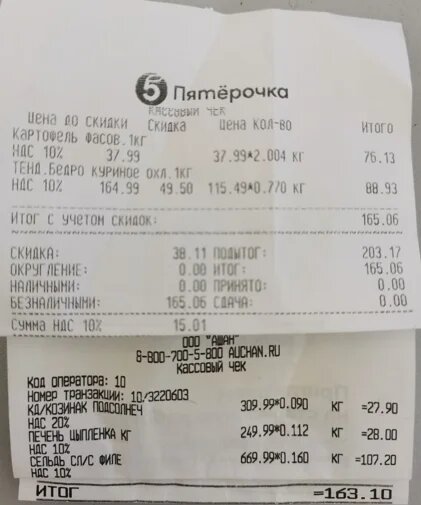 5 Пятёрочка
КАССОВЫЙ ЧЕК
Цена до скидки Скидка Цена Кол-во Итого
КАРТОФЕЛЬ ФАСОВ.1КГ
НДС 10% 37.99 37.99*2.004 кг 76.13
ТЕНД.БЕДРО КУРИНОЕ ОХЛ.1КГ
НДС 10% 164.99 49.50 115.49*0.770 кг 88.93
ИТОГ С УЧЕТОМ СКИДОК: 165.06
СКИДКА: 38.11 ПОДЫТОГ: 203.17
ОКРУГЛЕНИЕ: 0.00 ИТОГ: 165.06
НАЛИЧНЫМИ: 0.00 ПРИНЯТО: 0.00
БЕЗНАЛИЧНЫМИ: 165.06 СДАЧА: 0.00
СУММА НДС 10% 15.01
ООО "АШАН"
8-800-700-5-800 AUCHAN.RU
КАССОВЫЙ ЧЕК
КОД ОПЕРАТОРА: 10
НОМЕР ТРАНЗАКЦИИ: 10/3220603
КД/КОЗИНАК ПОДСОЛНЕЧ 309.99*0.090 КГ =27.90
НДС 20%
ПЕЧЕНЬ ЦЫПЛЕНКА КГ 249.99*0.112 КГ =28.00
НДС 10%
СЕЛЬДЬ СЛ/С ФИЛЕ 669.99*0.160 КГ =107.20
НДС 10%
ИТОГ =163.10